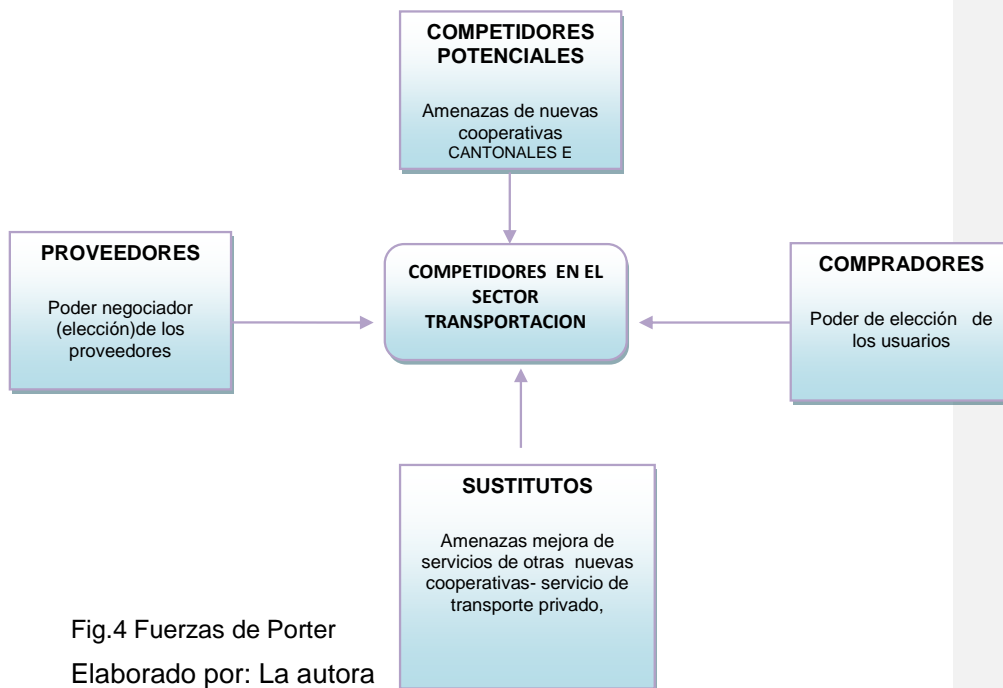 COMPETIDORES
POTENCIALES
Amenazas de nuevas
cooperativas
CANTONALES E
PROVEEDORES
Poder negociador
(elección)de los
proveedores
COMPETIDORES EN EL
SECTOR
TRANSPORTACION
COMPRADORES
Poder de elección de
los usuarios
SUSTITUTOS
Amenazas mejora de
servicios de otras nuevas
cooperativas- servicio de
transporte privado,
Fig.4 Fuerzas de Porter
Elaborado por: La autora